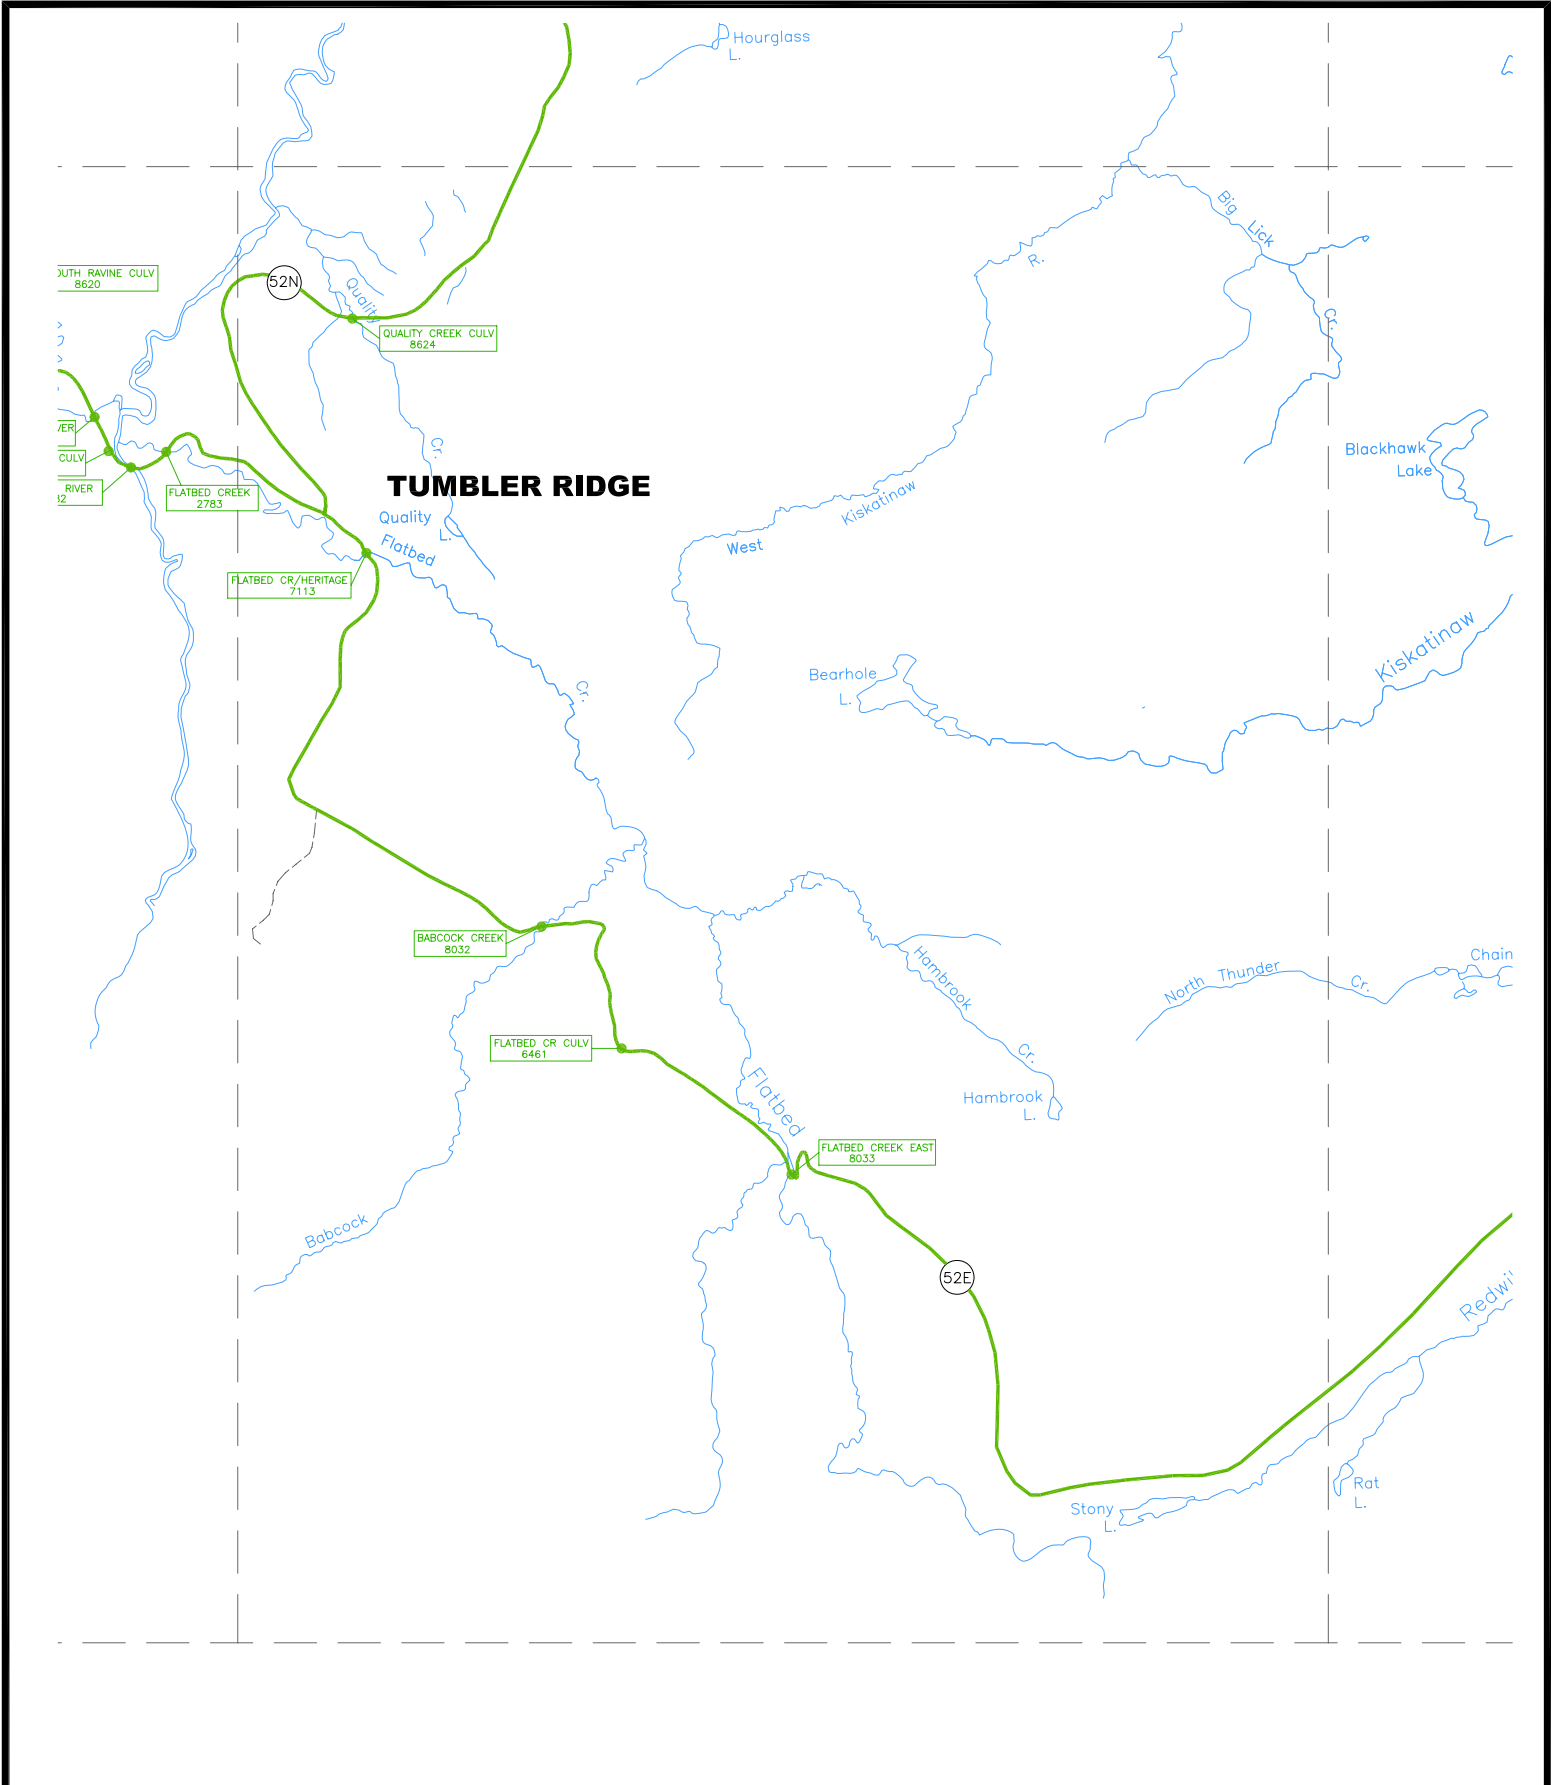 Hourglass
L.
Big
Lick
Cr.
R.
OUTH RAVINE CULV
8620
52N
Quality
QUALITY CREEK CULV
8624
Cr.
Blackhawk
Lake
CULV
RIVER
FLATBED CREEK
2783
TUMBLER RIDGE
Quality
L.
Flatbed
Kiskatinaw
West
FLATBED CR/HERITAGE
7113
Cr.
Bearhole
L.
Kiskatinaw
BABCOCK CREEK
8032
Hambrook
Cr.
North Thunder
Cr.
Chain
FLATBED CR CULV
6461
Flatbed
Hambrook
L.
FLATBED CREEK EAST
8033
Babcock
52E
Redwi
Rat
L.
Stony
L.